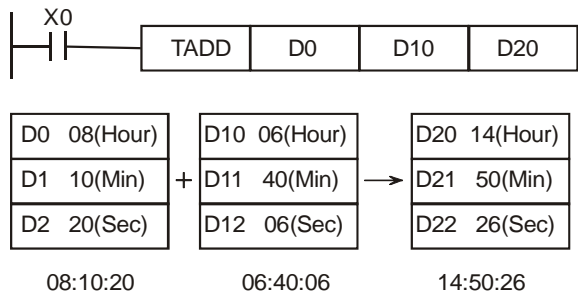 X0
TADD D0 D10 D20
D0 08(Hour) D10 06(Hour) D20 14(Hour)
D1 10(Min) + D11 40(Min) → D21 50(Min)
D2 20(Sec) D12 06(Sec) D22 26(Sec)
08:10:20 06:40:06 14:50:26